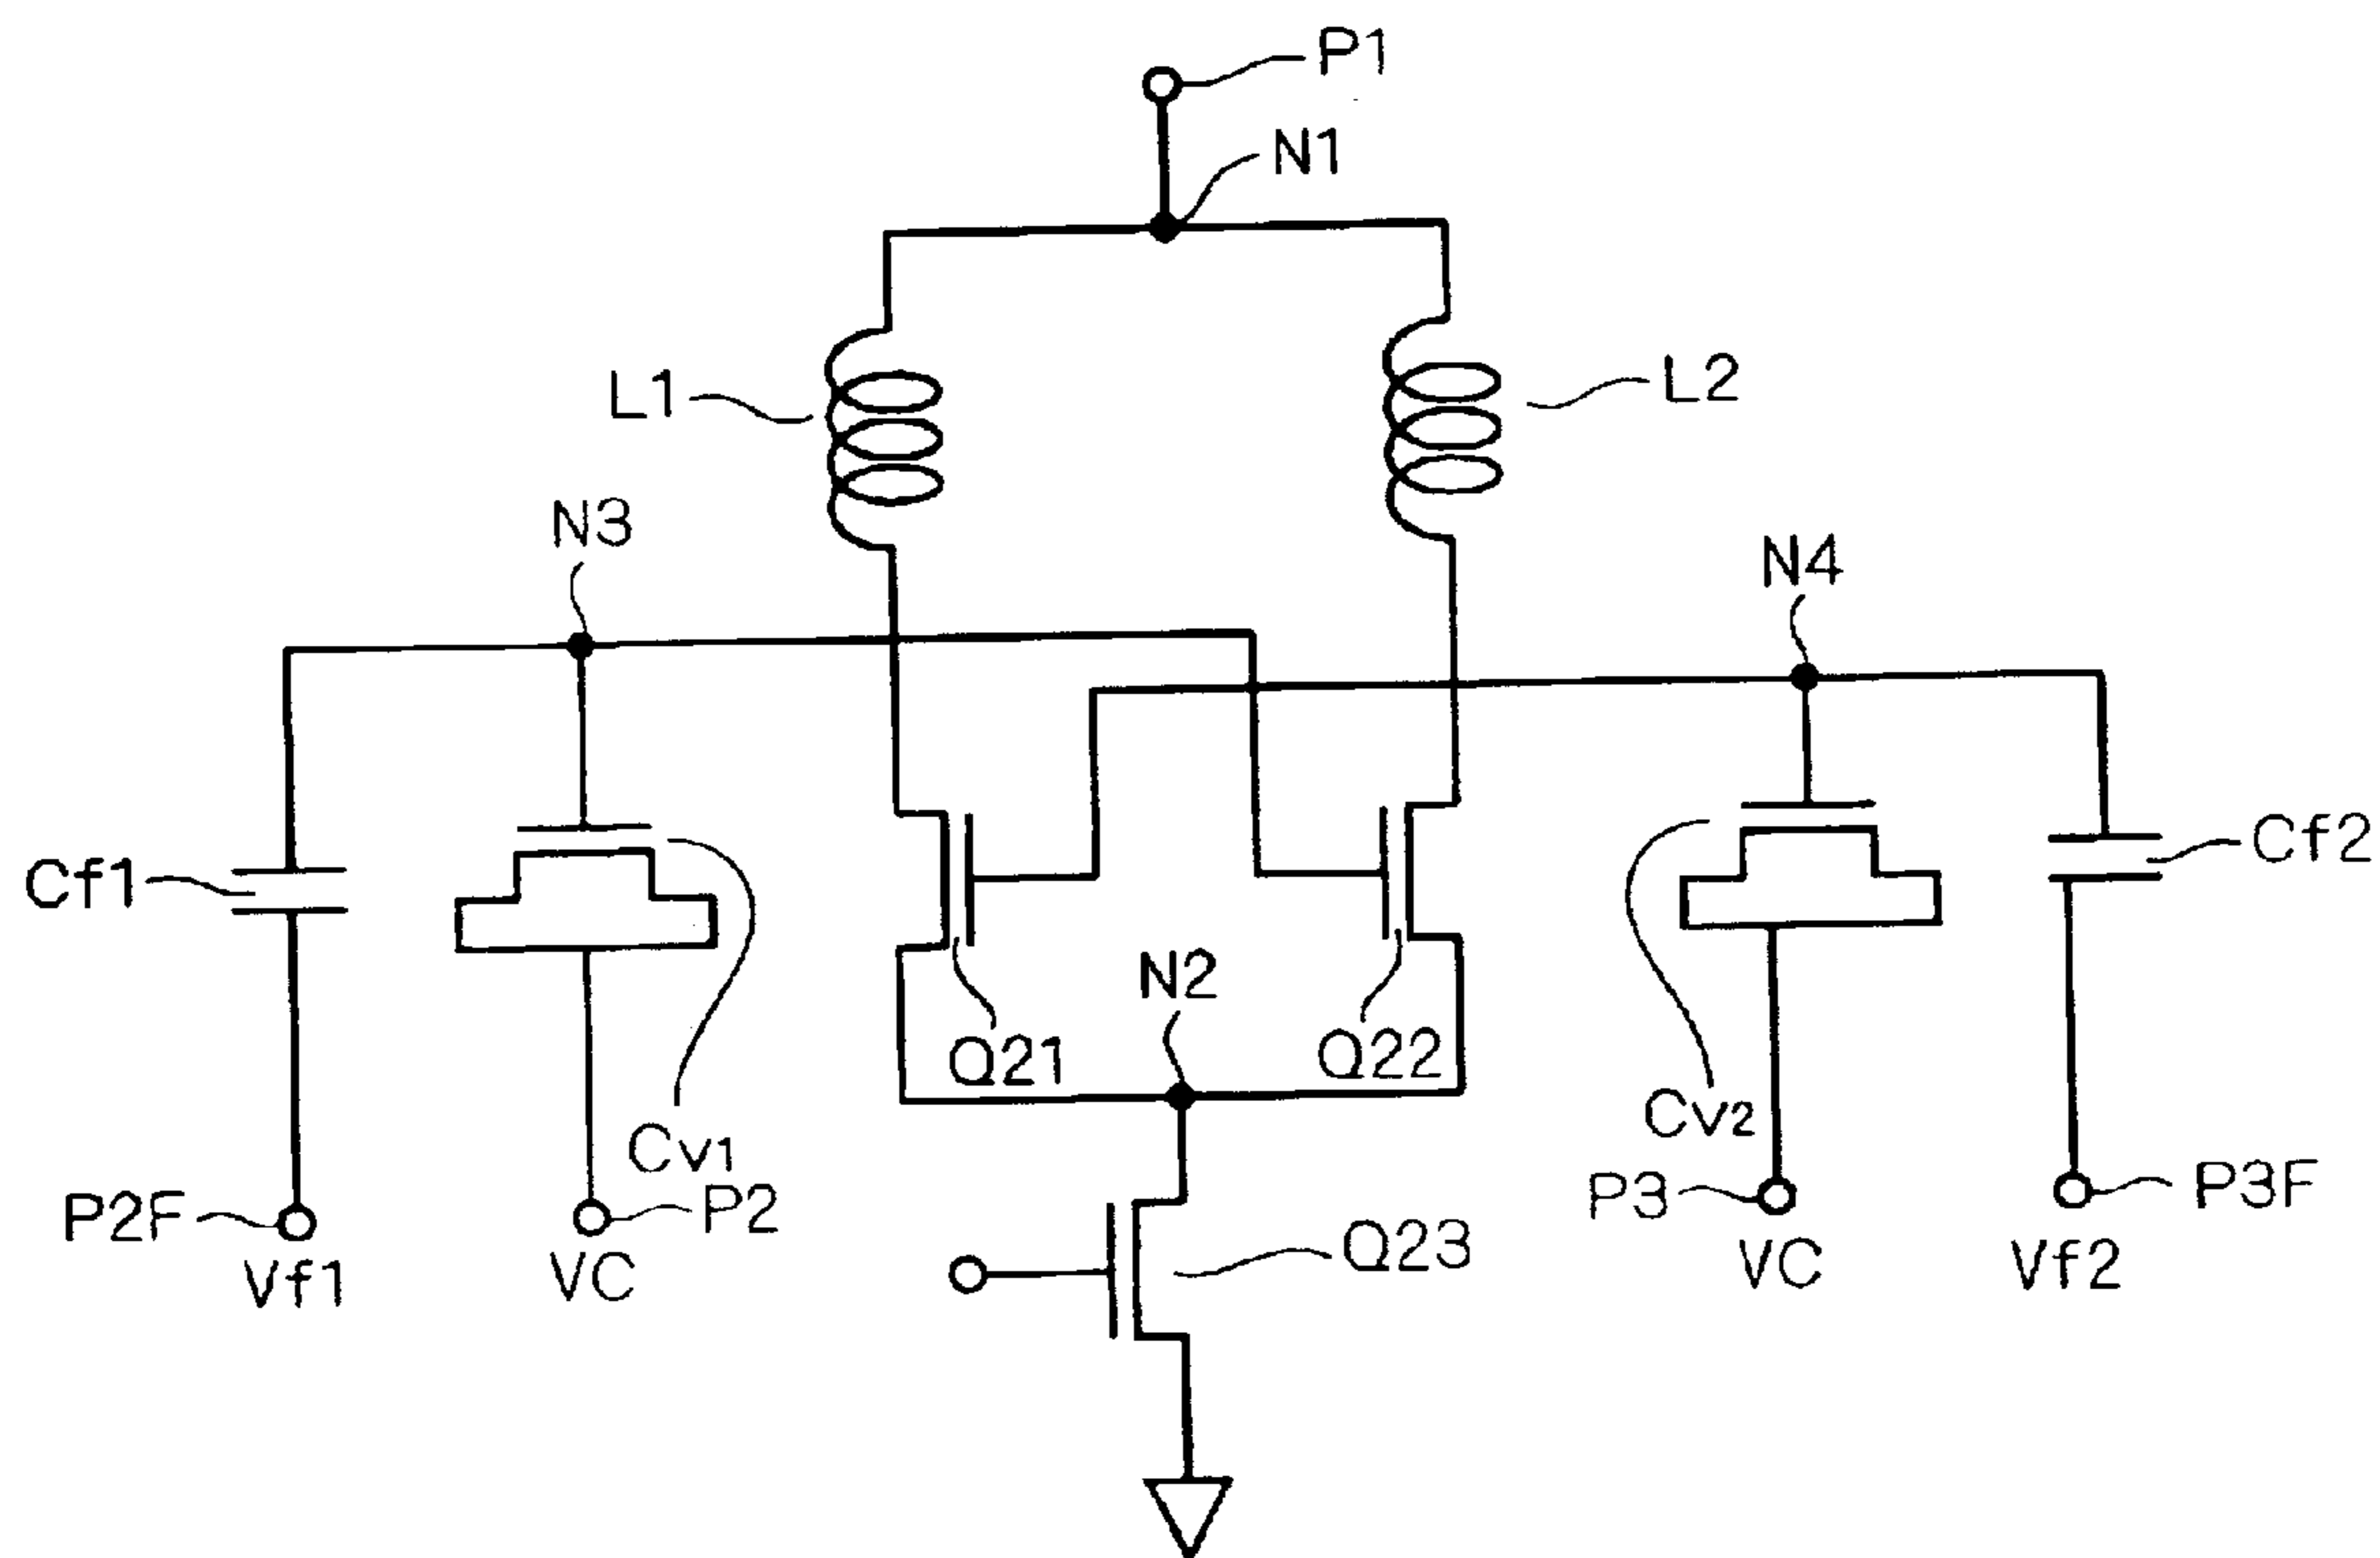 P1
N1
L1
L2
N3
N4
Cf1
Cf2
N2
Q21
Q22
Cv1
Cv2
P2F
P2
P3
P3F
Q23
Vf1
VC
VC
Vf2